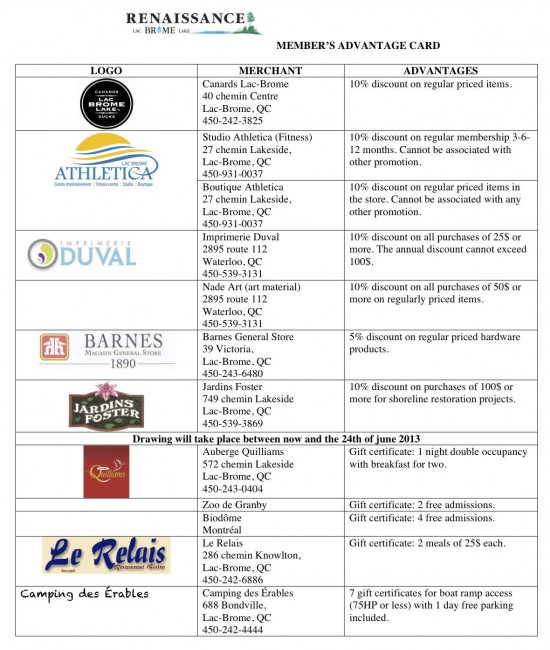 RENAISSANCE
LAC BROME LAKE
MEMBER'S ADVANTAGE CARD
LOGO MERCHANT ADVANTAGES
CANARDS
LAC
BROME
LAKE
DUCKS
Canards Lac-Brome
40 chemin Centre
Lac-Brome, QC
450-242-3825
10% discount on regular priced items.
LAC BROME
ATHLETICA
Centre d'entraînement | Fitness centre | Studio | Boutique
Studio Athletica (Fitness)
27 chemin Lakeside,
Lac-Brome, QC
450-931-0037
10% discount on regular membership 3-6-
12 months. Cannot be associated with
other promotion.
Boutique Athletica
27 chemin Lakeside,
Lac-Brome, QC
450-931-0037
10% discount on regular priced items in
the store. Cannot be associated with any
other promotion.
IMPRIMERIE
DUVAL
Imprimerie Duval
2895 route 112
Waterloo, QC
450-539-3131
10% discount on all purchases of 25$ or
more. The annual discount cannot exceed
100$.
Nade Art (art material)
2895 route 112
Waterloo, QC
450-539-3131
10% discount on all purchases of 50$ or
more on regularly priced items.
BARNES
MAGASIN GENERAL STORE
1890
Barnes General Store
39 Victoria,
Lac-Brome, QC
450-243-6480
5% discount on regular priced hardware
products.
JARDINS
FOSTER
Jardins Foster
749 chemin Lakeside
Lac-Brome, QC
450-539-3869
10% discount on purchases of 100$ or
more for shoreline restoration projects.
Drawing will take place between now and the 24th of june 2013
Quilliams
Auberge Quilliams
572 chemin Lakeside
Lac-Brome, QC
450-243-0404
Gift certificate: 1 night double occupancy
with breakfast for two.
Zoo de Granby
Gift certificate: 2 free admissions.
Biodôme
Montréal
Gift certificate: 4 free admissions.
Le Relais
Restaurant Bistro
Le Relais
286 chemin Knowlton,
Lac-Brome, QC
450-242-6886
Gift certificate: 2 meals of 25$ each.
Camping des Érables
Camping des Érables
688 Bondville,
Lac-Brome, QC
450-242-4444
7 gift certificates for boat ramp access
(75HP or less) with 1 day free parking
included.